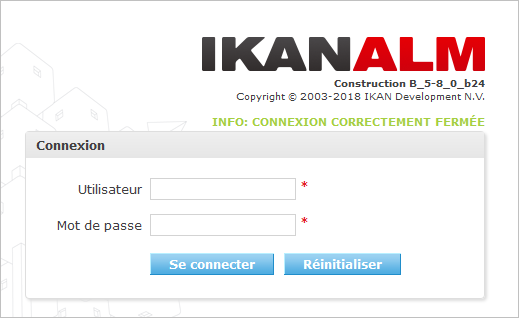 IKANALM
Construction B_5-8_0_b24
Copyright © 2003-2018 IKAN Development N.V.
INFO: CONNEXION CORRECTEMENT FERMÉE
Connexion
Utilisateur *
Mot de passe *
Se connecter Réinitialiser